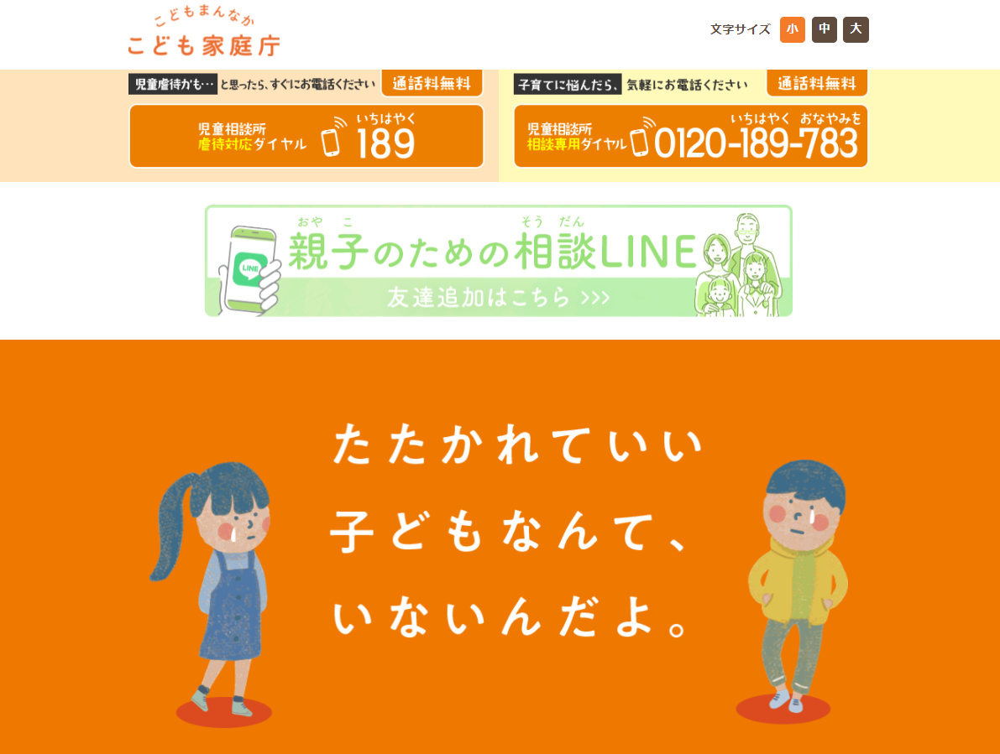 こどもまんなか
こども家庭庁
文字サイズ 小 中 大
児童虐待かも… と思ったら、すぐにお電話ください 通話料無料
児童相談所
虐待対応ダイヤル
いちはやく
189
子育てに悩んだら、 気軽にお電話ください 通話料無料
児童相談所
相談専用ダイヤル
いちはやく おなやみを
0120-189-783
おや こ そう だん
親子のための相談LINE
LINE
友達追加はこちら >>>
たたかれていい
子どもなんて、
いないんだよ。